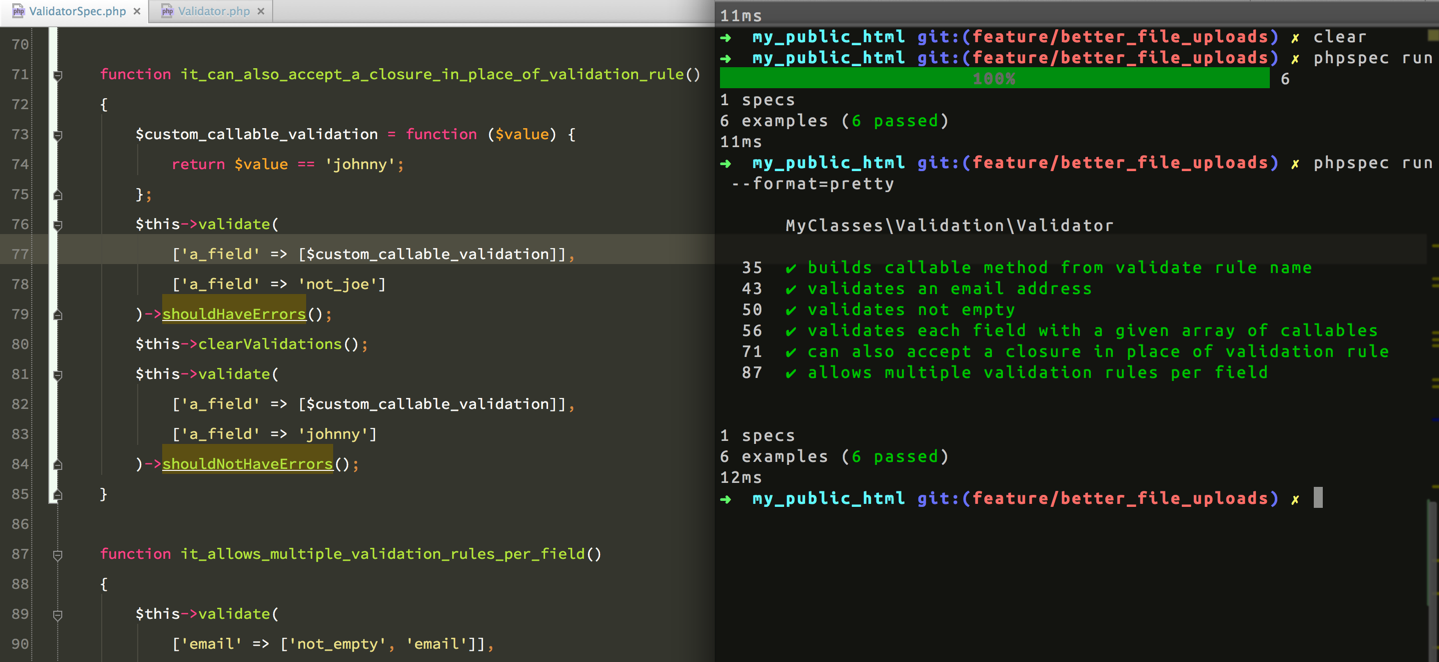 ValidatorSpec.php × Validator.php ×
70
71 function it_can_also_accept_a_closure_in_place_of_validation_rule()
72 {
73 $custom_callable_validation = function ($value) {
74 return $value == 'johnny';
75 };
76 $this->validate(
77 ['a_field' => [$custom_callable_validation]],
78 ['a_field' => 'not_joe']
79 )->shouldHaveErrors();
80 $this->clearValidations();
81 $this->validate(
82 ['a_field' => [$custom_callable_validation]],
83 ['a_field' => 'johnny']
84 )->shouldNotHaveErrors();
85 }
86
87 function it_allows_multiple_validation_rules_per_field()
88 {
89 $this->validate(
90 ['email' => ['not_empty', 'email']],
11ms
➜ my_public_html git:(feature/better_file_uploads) ✗ clear
➜ my_public_html git:(feature/better_file_uploads) ✗ phpspec run
100% 6
1 specs
6 examples (6 passed)
11ms
➜ my_public_html git:(feature/better_file_uploads) ✗ phpspec run
--format=pretty
MyClasses\Validation\Validator
35 ✔ builds callable method from validate rule name
43 ✔ validates an email address
50 ✔ validates not empty
56 ✔ validates each field with a given array of callables
71 ✔ can also accept a closure in place of validation rule
87 ✔ allows multiple validation rules per field
1 specs
6 examples (6 passed)
12ms
➜ my_public_html git:(feature/better_file_uploads) ✗